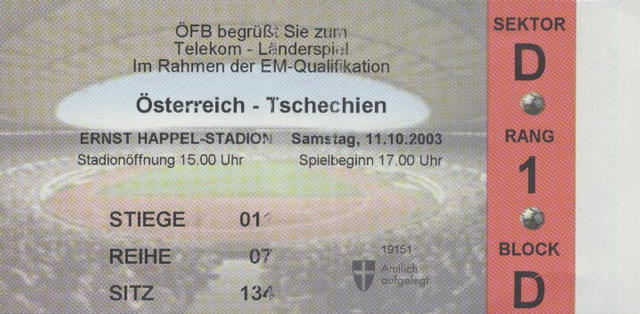 ÖFB begrüßt Sie zum
Telekom - Länderspiel
Im Rahmen der EM-Qualifikation
Österreich - Tschechien
ERNST HAPPEL-STADION Samstag, 11.10.2003
Stadionöffnung 15.00 Uhr Spielbeginn 17.00 Uhr
STIEGE 011
REIHE 07
SITZ 134
19151
Amtlich
aufgelegt
SEKTOR
D
RANG
1
BLOCK
D